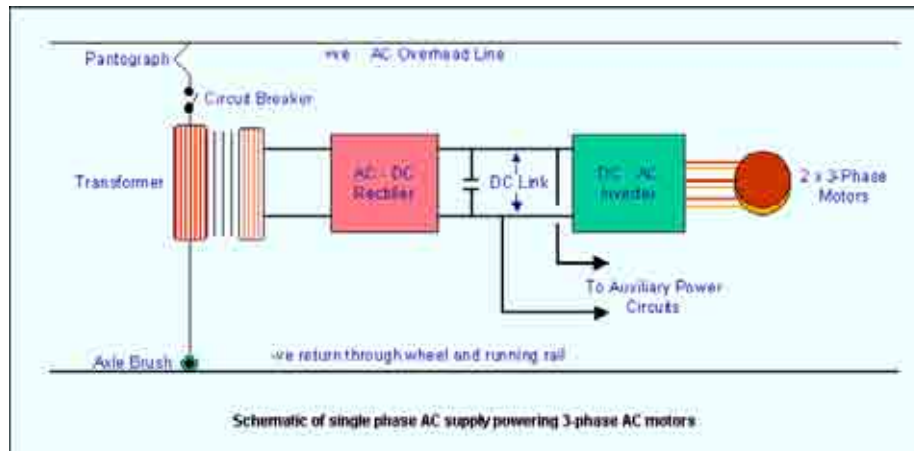 +ve AC Overhead Line
Pantograph
Circuit Breaker
Transformer
AC - DC
Rectifier
DC Link
DC - AC
Inverter
2 x 3-Phase
Motors
To Auxiliary Power
Circuits
Axle Brush
-ve return through wheel and running rail
Schematic of single phase AC supply powering 3-phase AC motors